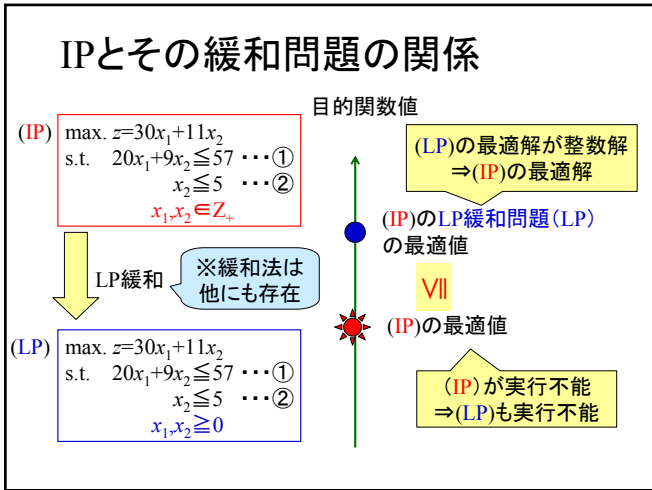 IPとその緩和問題の関係
目的関数値
(IP)
max. z=30x₁+11x₂
s.t. 20x₁+9x₂≦57 ・・・①
x₂≦5 ・・・②
x₁,x₂∈Z₊
LP緩和
※緩和法は
他にも存在
(LP)
max. z=30x₁+11x₂
s.t. 20x₁+9x₂≦57 ・・・①
x₂≦5 ・・・②
x₁,x₂≧0
(LP)の最適解が整数解
⇒(IP)の最適解
(IP)のLP緩和問題(LP)
の最適値
≧
(IP)の最適値
(IP)が実行不能
⇒(LP)も実行不能